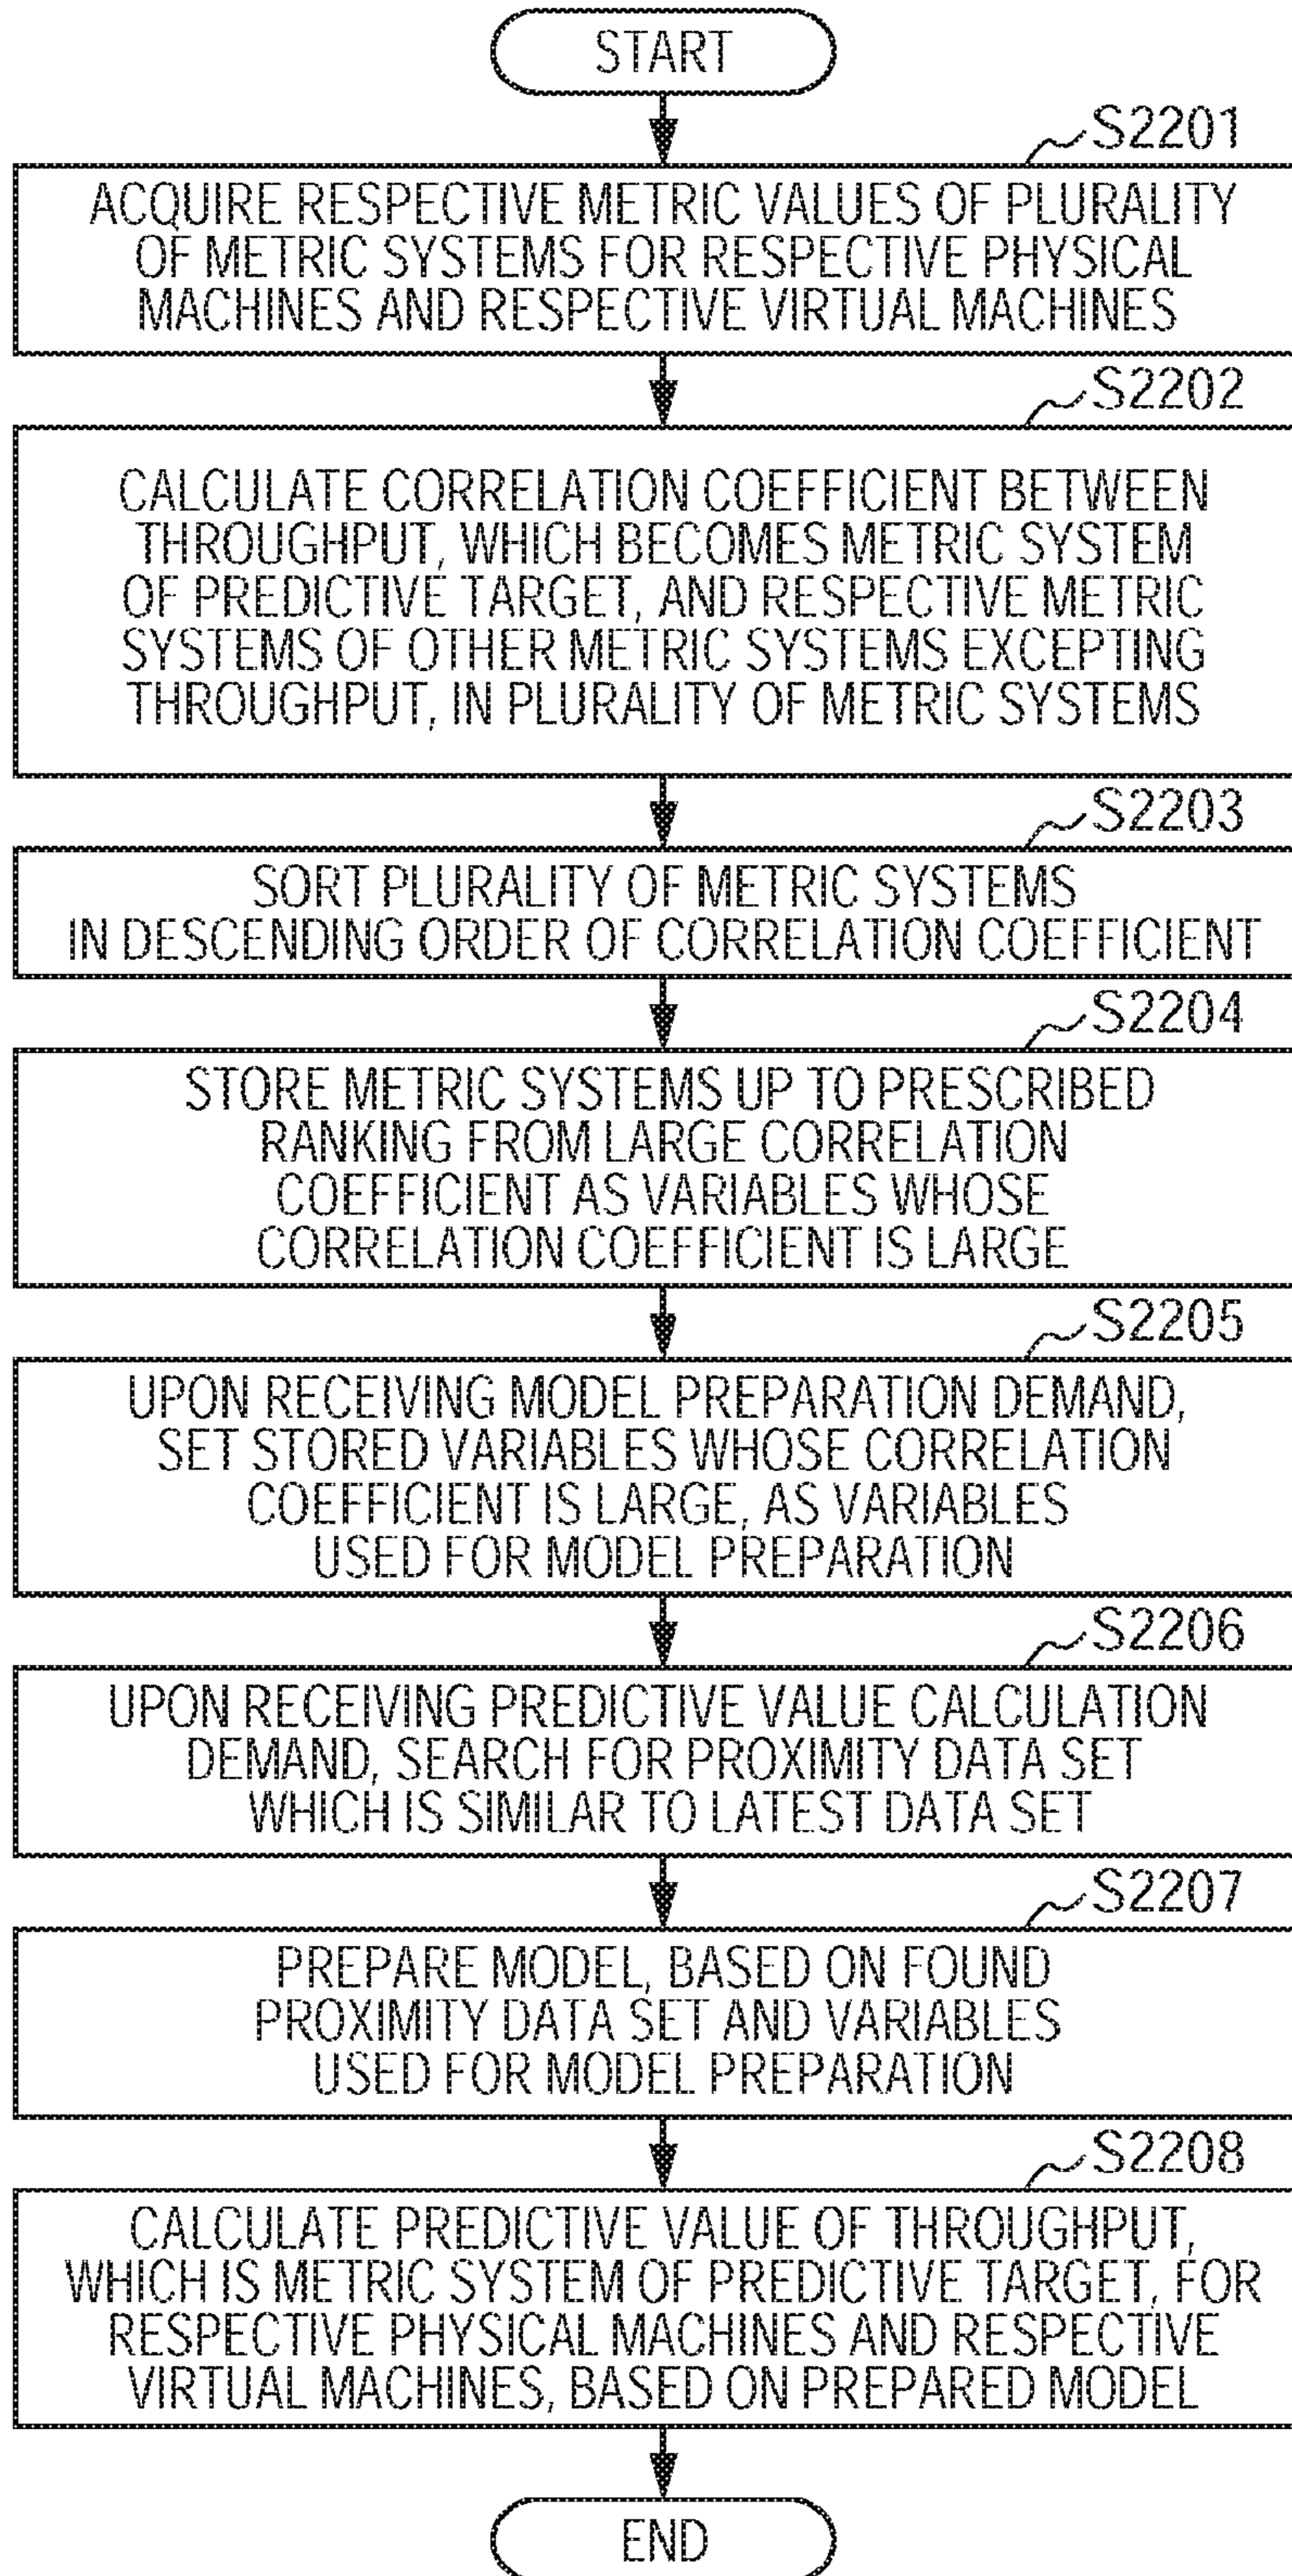 START
S2201
ACQUIRE RESPECTIVE METRIC VALUES OF PLURALITY
OF METRIC SYSTEMS FOR RESPECTIVE PHYSICAL
MACHINES AND RESPECTIVE VIRTUAL MACHINES
S2202
CALCULATE CORRELATION COEFFICIENT BETWEEN
THROUGHPUT, WHICH BECOMES METRIC SYSTEM
OF PREDICTIVE TARGET, AND RESPECTIVE METRIC
SYSTEMS OF OTHER METRIC SYSTEMS EXCEPTING
THROUGHPUT, IN PLURALITY OF METRIC SYSTEMS
S2203
SORT PLURALITY OF METRIC SYSTEMS
IN DESCENDING ORDER OF CORRELATION COEFFICIENT
S2204
STORE METRIC SYSTEMS UP TO PRESCRIBED
RANKING FROM LARGE CORRELATION
COEFFICIENT AS VARIABLES WHOSE
CORRELATION COEFFICIENT IS LARGE
S2205
UPON RECEIVING MODEL PREPARATION DEMAND,
SET STORED VARIABLES WHOSE CORRELATION
COEFFICIENT IS LARGE, AS VARIABLES
USED FOR MODEL PREPARATION
S2206
UPON RECEIVING PREDICTIVE VALUE CALCULATION
DEMAND, SEARCH FOR PROXIMITY DATA SET
WHICH IS SIMILAR TO LATEST DATA SET
S2207
PREPARE MODEL, BASED ON FOUND
PROXIMITY DATA SET AND VARIABLES
USED FOR MODEL PREPARATION
S2208
CALCULATE PREDICTIVE VALUE OF THROUGHPUT,
WHICH IS METRIC SYSTEM OF PREDICTIVE TARGET, FOR
RESPECTIVE PHYSICAL MACHINES AND RESPECTIVE
VIRTUAL MACHINES, BASED ON PREPARED MODEL
END